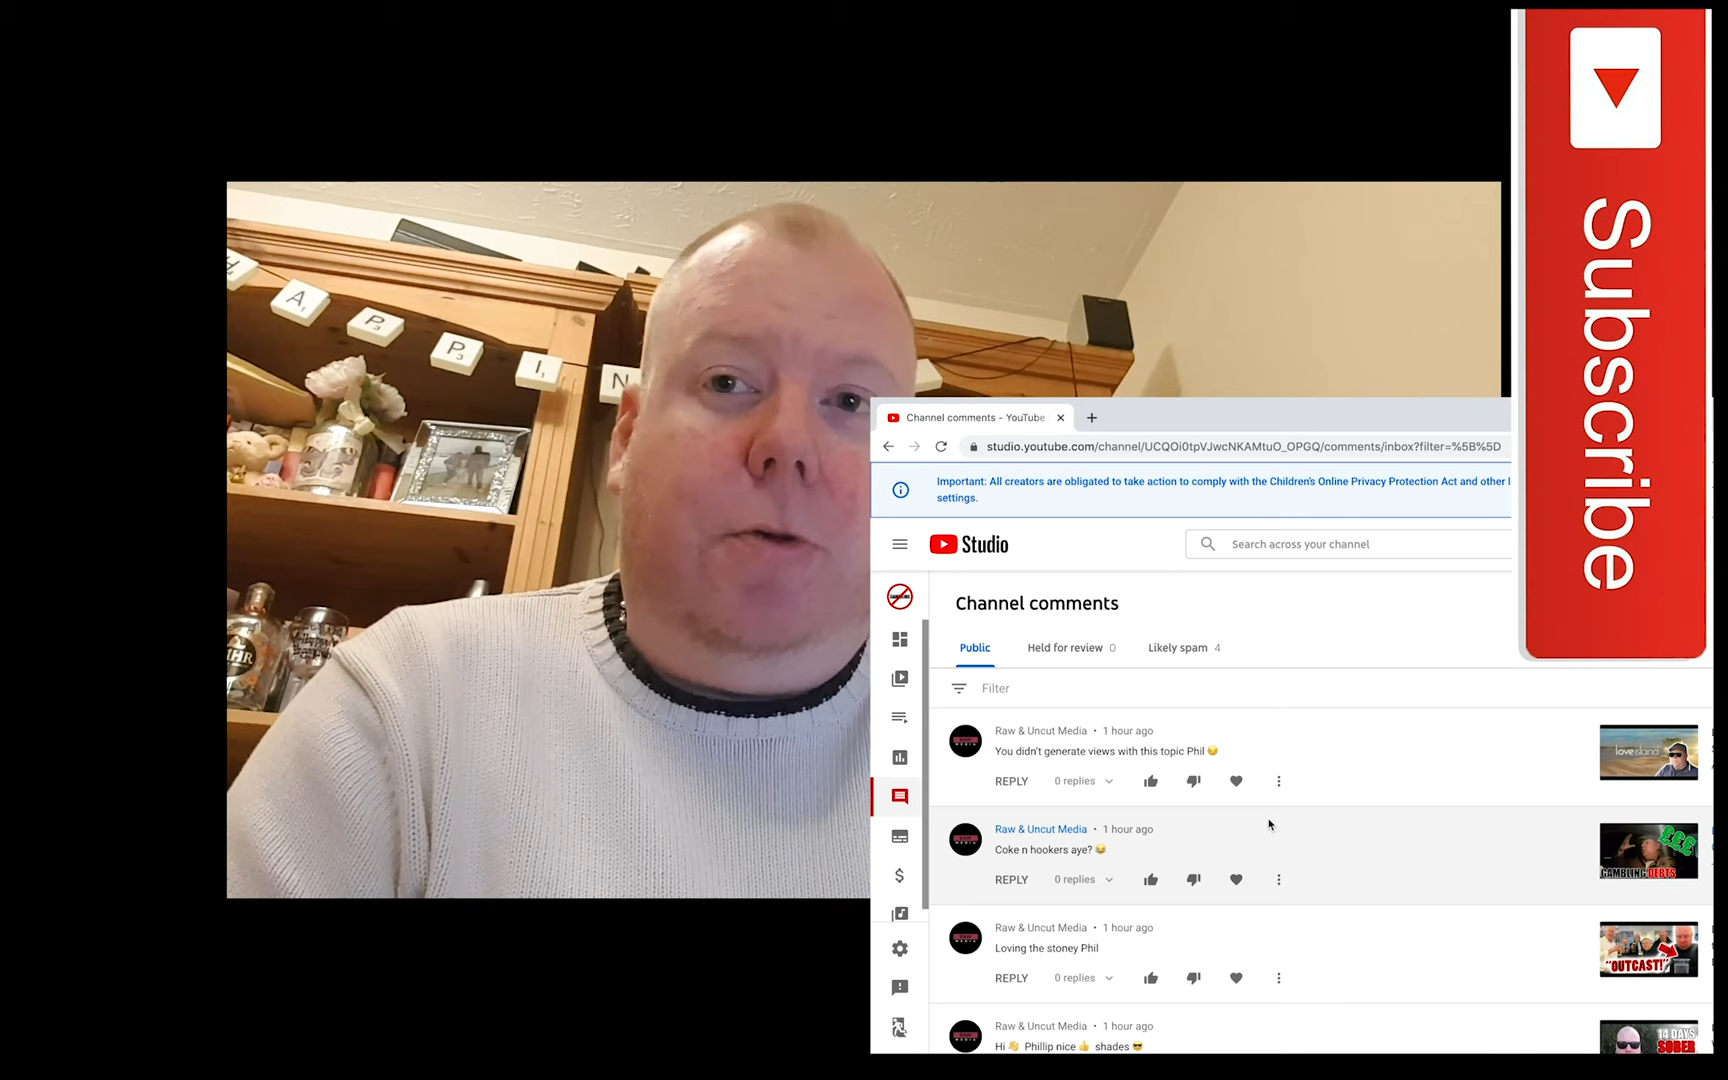 H4
A1
P3
P3
I1
N
Subscribe
Channel comments - YouTube
studio.youtube.com/channel/UCQOi0tpVJwcNKAMtuO_OPGQ/comments/inbox?filter=%5B%5D
Important: All creators are obligated to take action to comply with the Children's Online Privacy Protection Act and other
settings.
Studio
Search across your channel
Channel comments
Public
Held for review 0
Likely spam 4
Filter
Raw & Uncut Media • 1 hour ago
You didn't generate views with this topic Phil 😏
REPLY 0 replies
love island
Raw & Uncut Media • 1 hour ago
Coke n hookers aye? 😂
REPLY 0 replies
£££
GAMBLING DEBTS
Raw & Uncut Media • 1 hour ago
Loving the stoney Phil
REPLY 0 replies
"OUTCAST!"
Raw & Uncut Media • 1 hour ago
Hi 👋 Phillip nice 👍 shades 😎
14 DAYS
SOBER